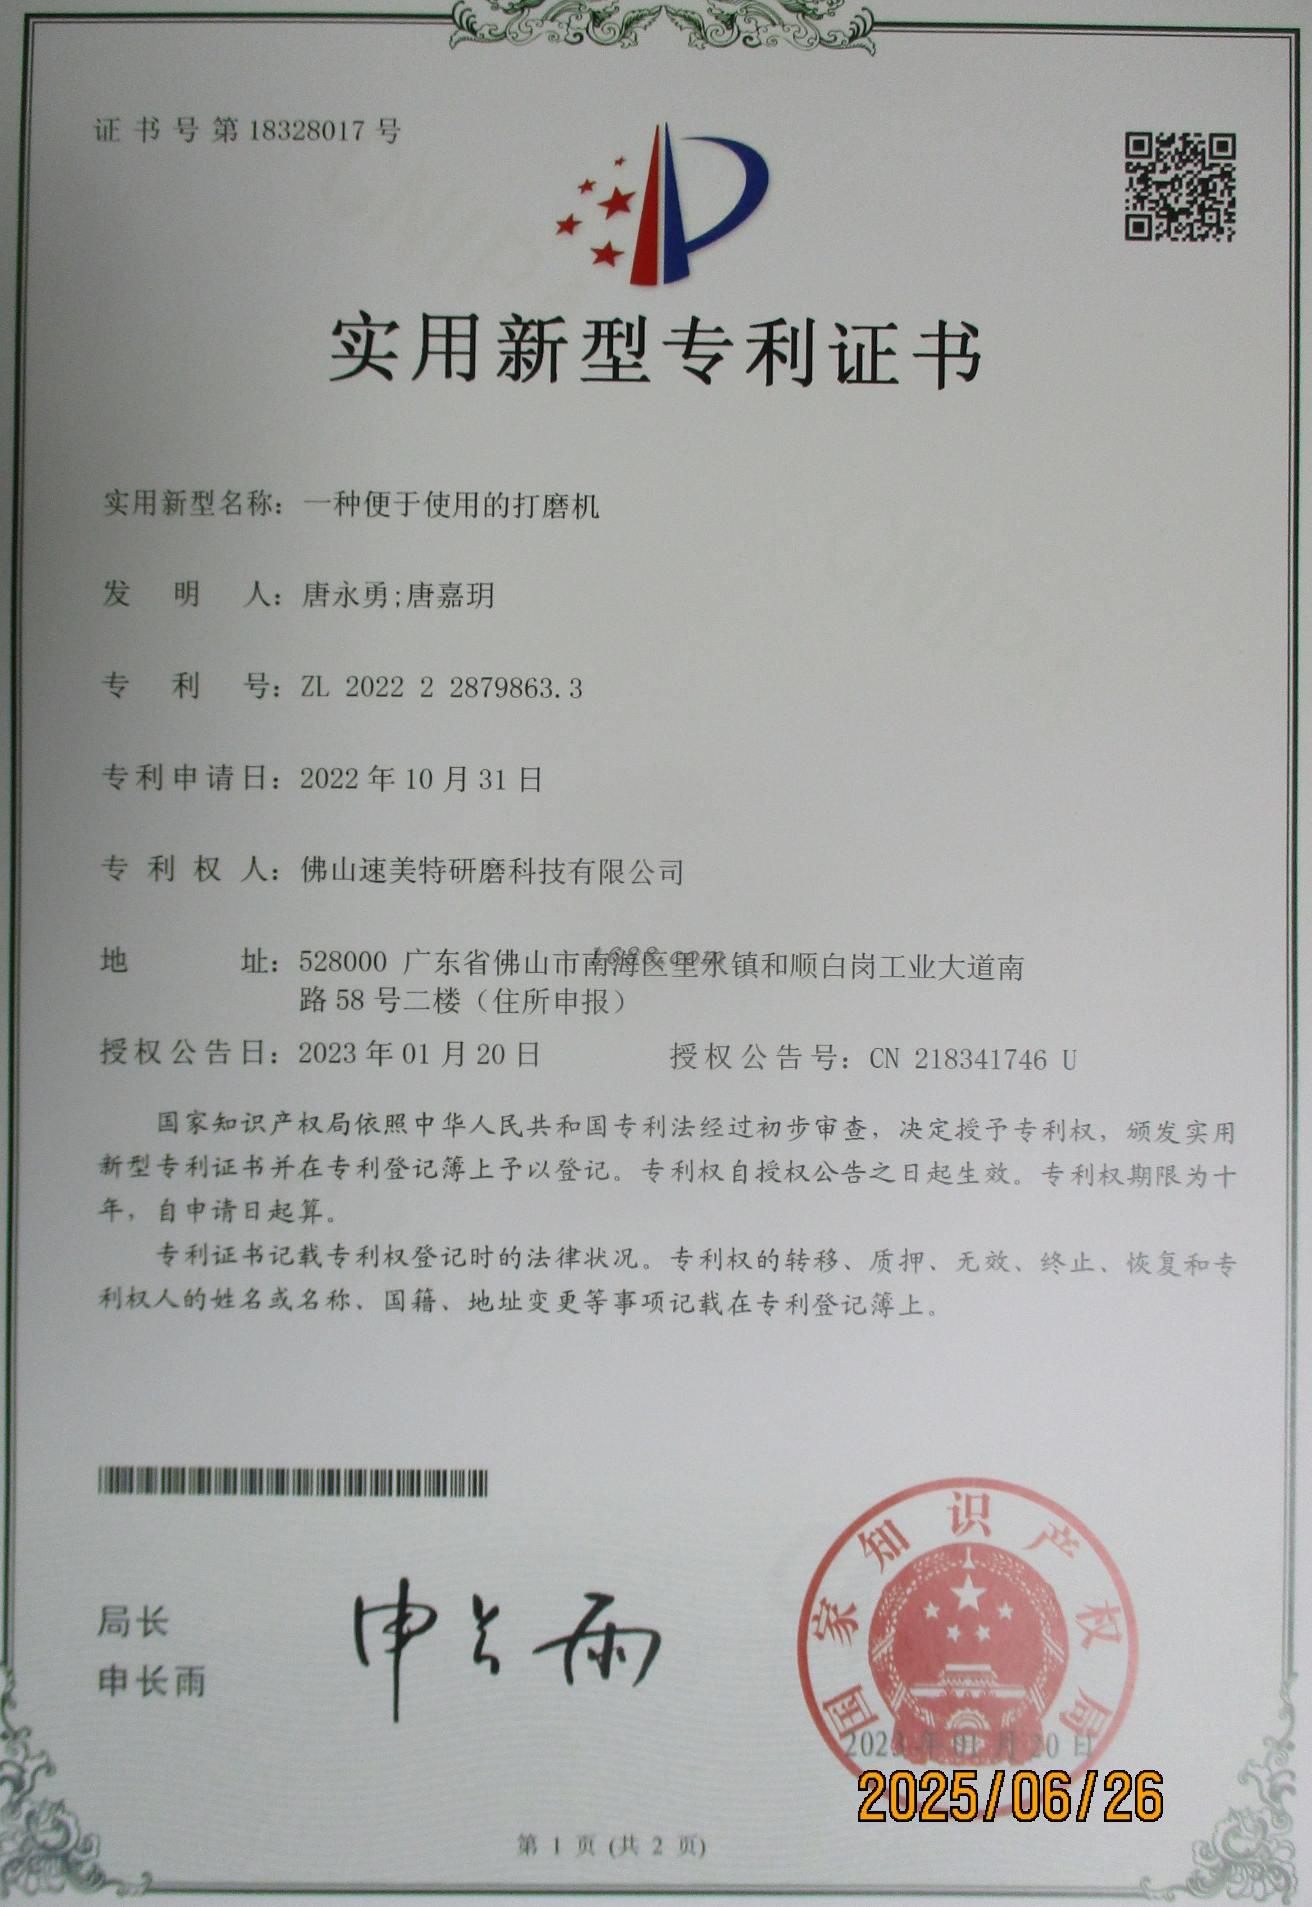 证书号第18328017号
实用新型专利证书
实用新型名称：一种便于使用的打磨机
发明人：唐永勇;唐嘉玥
专利号：ZL 2022 2 2879863.3
专利申请日：2022年10月31日
专利权人：佛山速美特研磨科技有限公司
地址：528000 广东省佛山市南海区里水镇和顺白岗工业大道南
路58号二楼（住所申报）
1688.com
授权公告日：2023年01月20日 授权公告号：CN 218341746 U
国家知识产权局依照中华人民共和国专利法经过初步审查，决定授予专利权，颁发实用
新型专利证书并在专利登记簿上予以登记。专利权自授权公告之日起生效。专利权期限为十
年，自申请日起算。
专利证书记载专利权登记时的法律状况。专利权的转移、质押、无效、终止、恢复和专
利权人的姓名或名称、国籍、地址变更等事项记载在专利登记簿上。
局长
申长雨
申长雨
国家知识产权局
2023年01月20日
2025/06/26
第 1 页 (共 2 页)